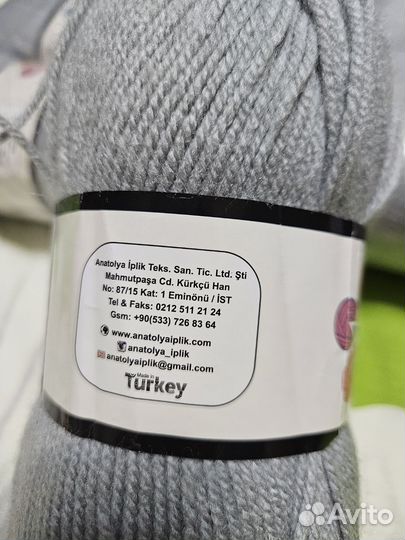 Anatolya İplik Teks. San. Tic. Ltd. Şti
Mahmutpaşa Cd. Kürkçü Han
No: 87/15 Kat: 1 Eminönü / İST
Tel & Faks: 0212 511 21 24
Gsm: +90(533) 726 83 64
www.anatolyaiplik.com
anatolya_iplik
anatolyaiplik@gmail.com
Made in
Turkey
Avito